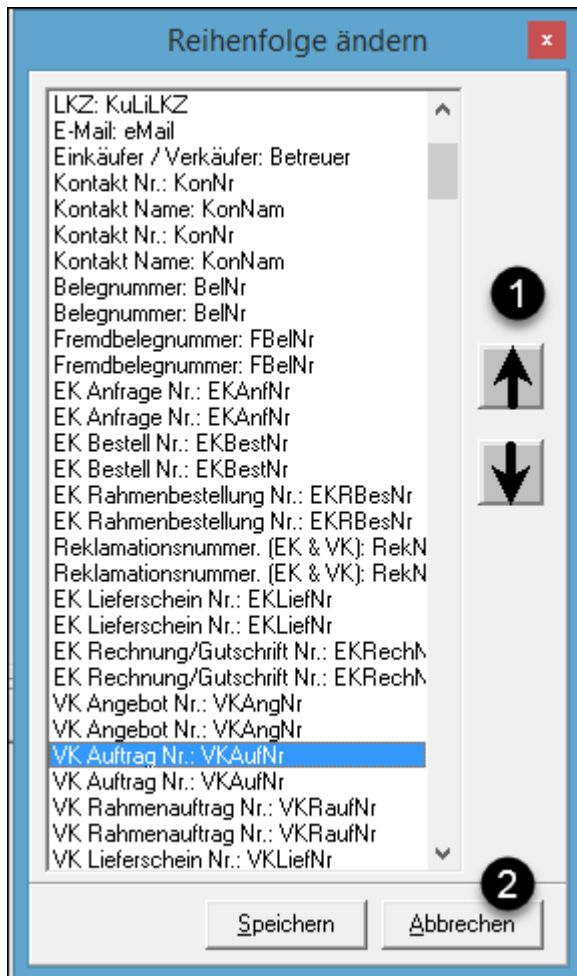 Reihenfolge ändern
x
LKZ: KuLiLKZ
E-Mail: eMail
Einkäufer / Verkäufer: Betreuer
Kontakt Nr.: KonNr
Kontakt Name: KonNam
Kontakt Nr.: KonNr
Kontakt Name: KonNam
Belegnummer: BelNr
Belegnummer: BelNr
Fremdbelegnummer: FBelNr
Fremdbelegnummer: FBelNr
EK Anfrage Nr.: EKAnfNr
EK Anfrage Nr.: EKAnfNr
EK Bestell Nr.: EKBestNr
EK Bestell Nr.: EKBestNr
EK Rahmenbestellung Nr.: EKRBesNr
EK Rahmenbestellung Nr.: EKRBesNr
Reklamationsnummer. (EK & VK): RekN
Reklamationsnummer. (EK & VK): RekN
EK Lieferschein Nr.: EKLiefNr
EK Lieferschein Nr.: EKLiefNr
EK Rechnung/Gutschrift Nr.: EKRechN
EK Rechnung/Gutschrift Nr.: EKRechN
VK Angebot Nr.: VKAngNr
VK Angebot Nr.: VKAngNr
VK Auftrag Nr.: VKAufNr
VK Auftrag Nr.: VKAufNr
VK Rahmenauftrag Nr.: VKRaufNr
VK Rahmenauftrag Nr.: VKRaufNr
VK Lieferschein Nr.: VKLiefNr
1
2
Speichern
Abbrechen